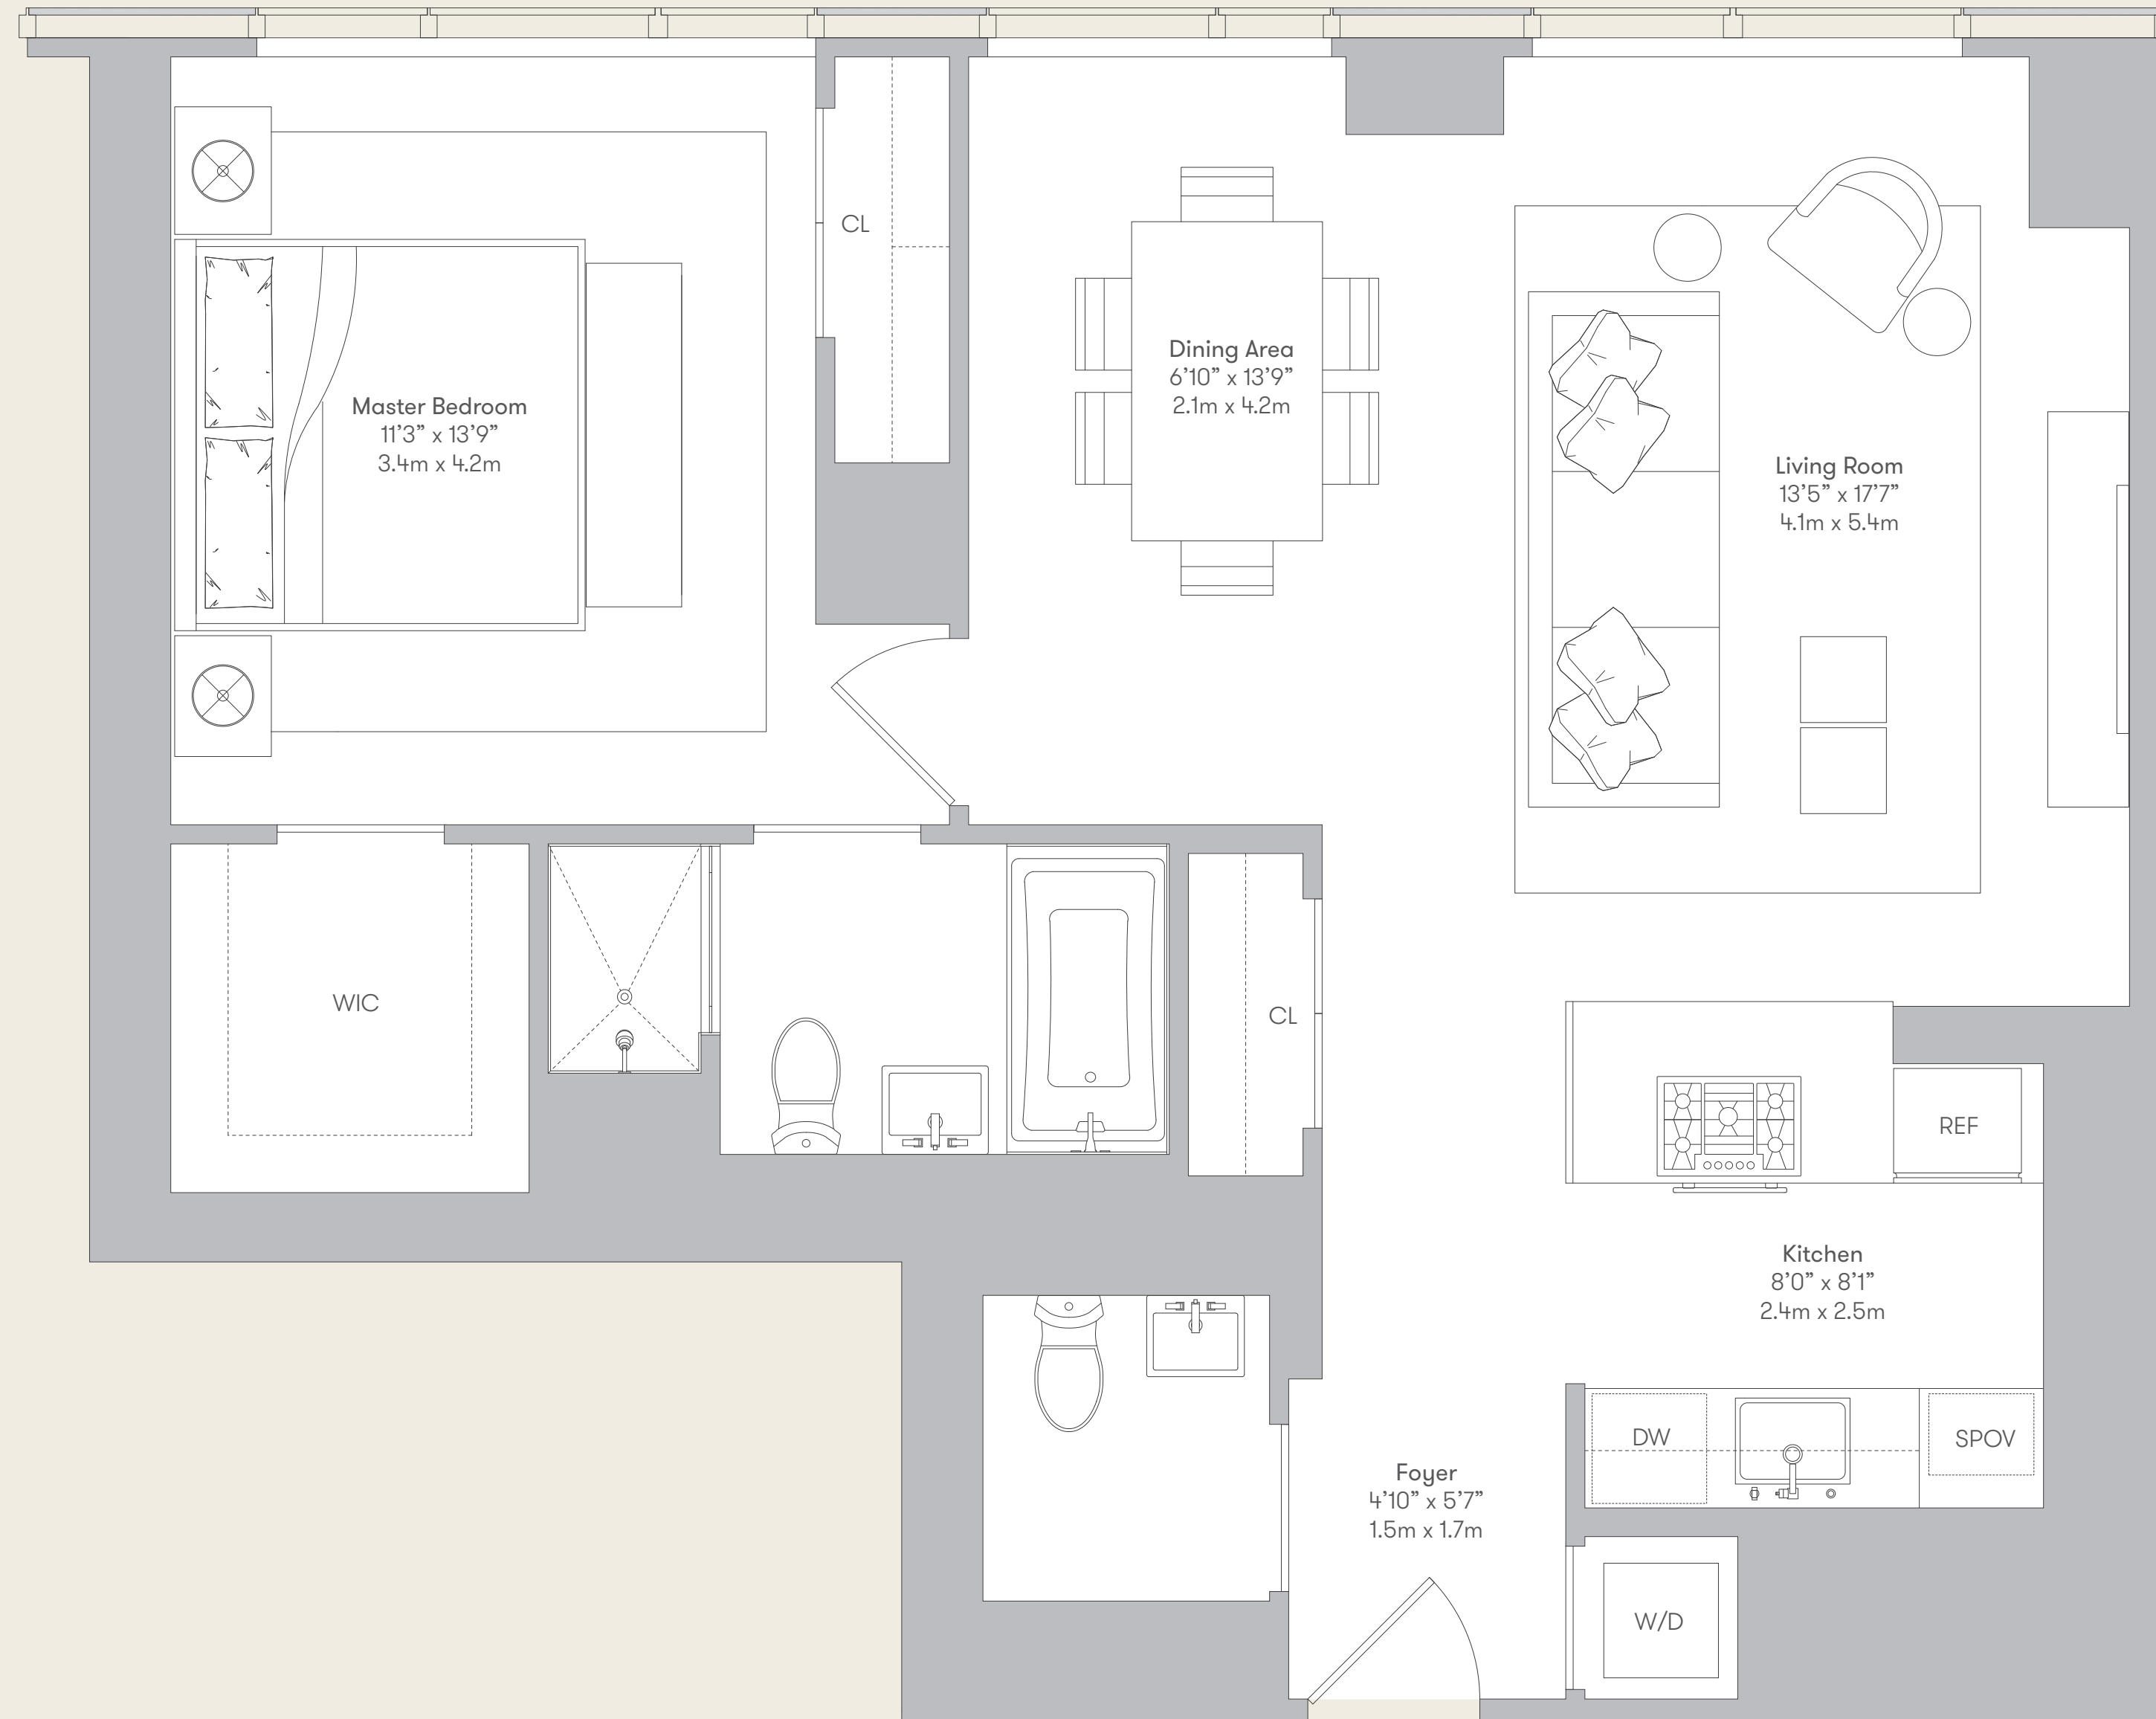 CL
Master Bedroom
11’3” x 13’9”
3.4m x 4.2m
Dining Area
6’10” x 13’9”
2.1m x 4.2m
Living Room
13’5” x 17’7”
4.1m x 5.4m
WIC
CL
REF
Kitchen
8’0” x 8’1”
2.4m x 2.5m
DW
SPOV
Foyer
4’10” x 5’7”
1.5m x 1.7m
W/D